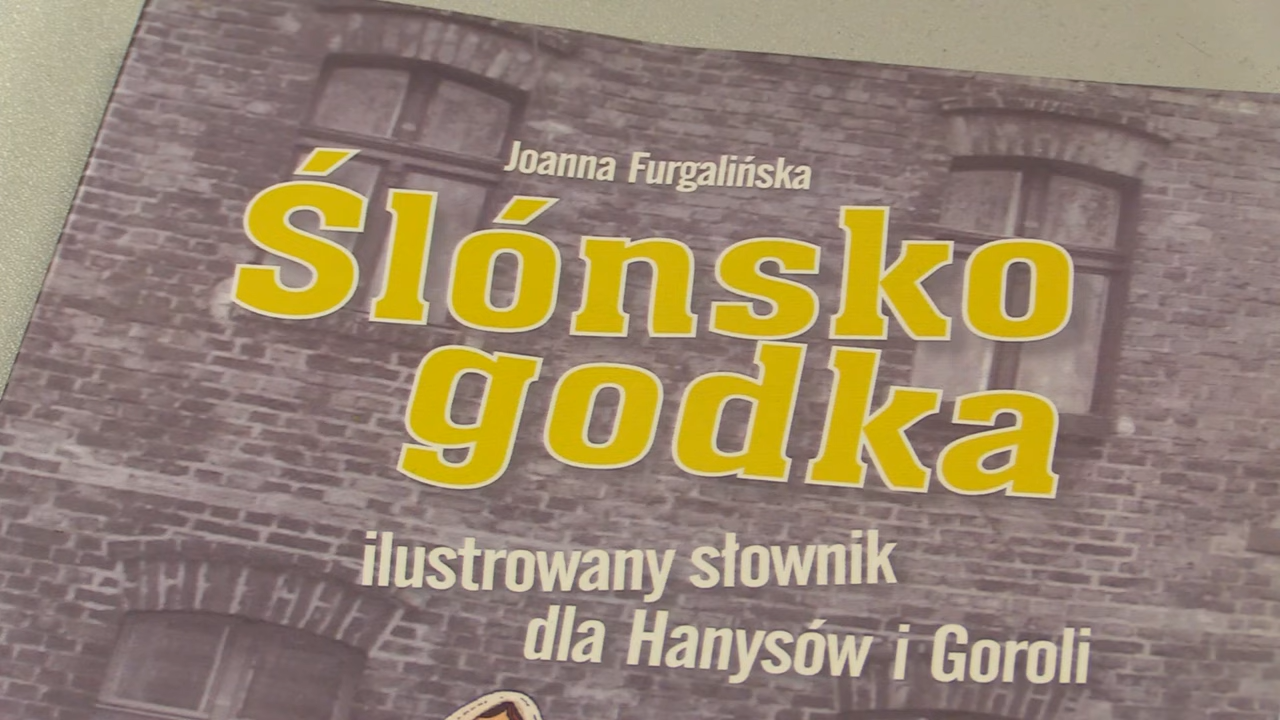 Joanna Furgalińska
Ślónsko
godka
ilustrowany słownik
dla Hanysów i Goroli